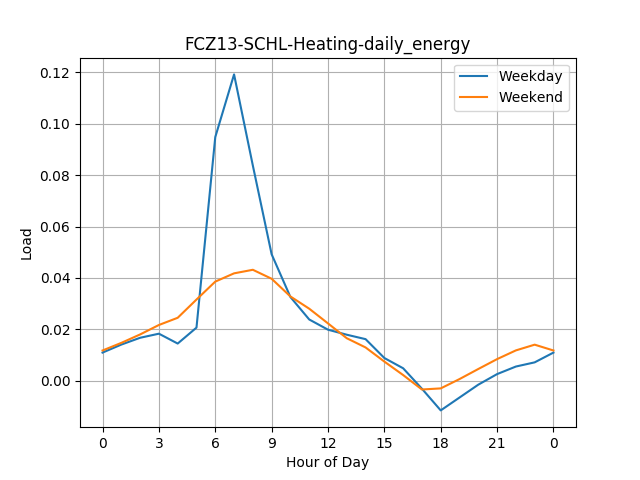 FCZ13-SCHL-Heating-daily_energy
Weekday
Weekend
0.12
0.10
0.08
0.06
0.04
0.02
0.00
Load
0 3 6 9 12 15 18 21 0
Hour of Day